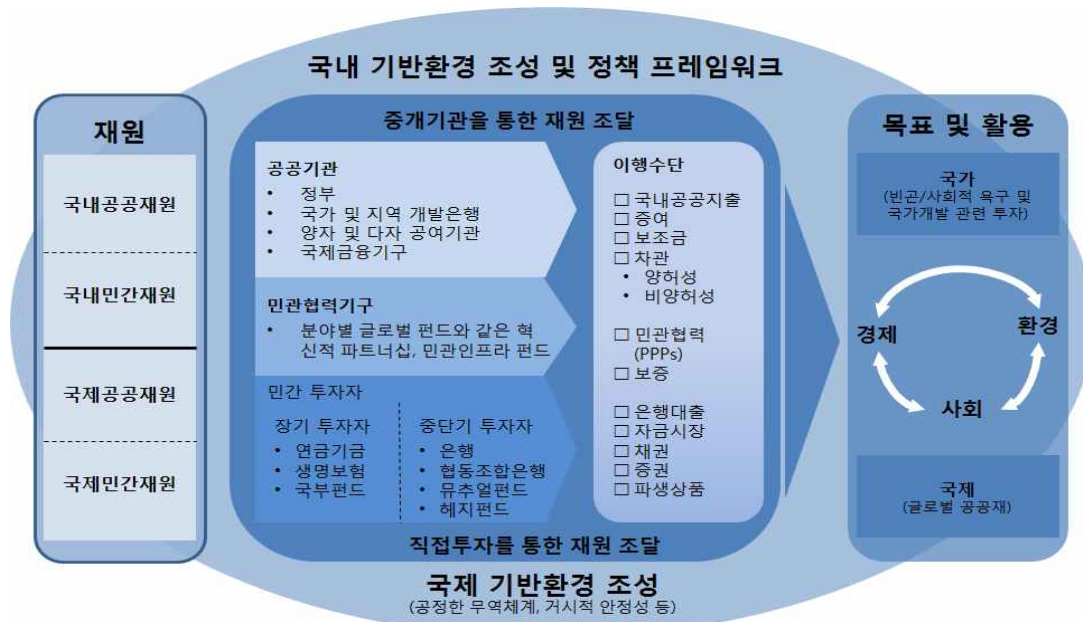 국내 기반환경 조성 및 정책 프레임워크
재원
국내공공재원
국내민간재원
국제공공재원
국제민간재원
중개기관을 통한 재원 조달
공공기관
• 정부
• 국가 및 지역 개발은행
• 양자 및 다자 공여기관
• 국제금융기구
민관협력기구
• 분야별 글로벌 펀드와 같은 혁
신적 파트너십, 민관인프라 펀드
민간 투자자
장기 투자자
• 연금기금
• 생명보험
• 국부펀드
중단기 투자자
• 은행
• 협동조합은행
• 뮤추얼펀드
• 헤지펀드
이행수단
□ 국내공공지출
□ 증여
□ 보조금
□ 차관
• 양허성
• 비양허성
□ 민관협력
(PPPs)
□ 보증
□ 은행대출
□ 자금시장
□ 채권
□ 증권
□ 파생상품
직접투자를 통한 재원 조달
목표 및 활용
국가
(빈곤/사회적 욕구 및
국가개발 관련 투자)
경제
환경
사회
국제
(글로벌 공공재)
국제 기반환경 조성
(공정한 무역체계, 거시적 안정성 등)